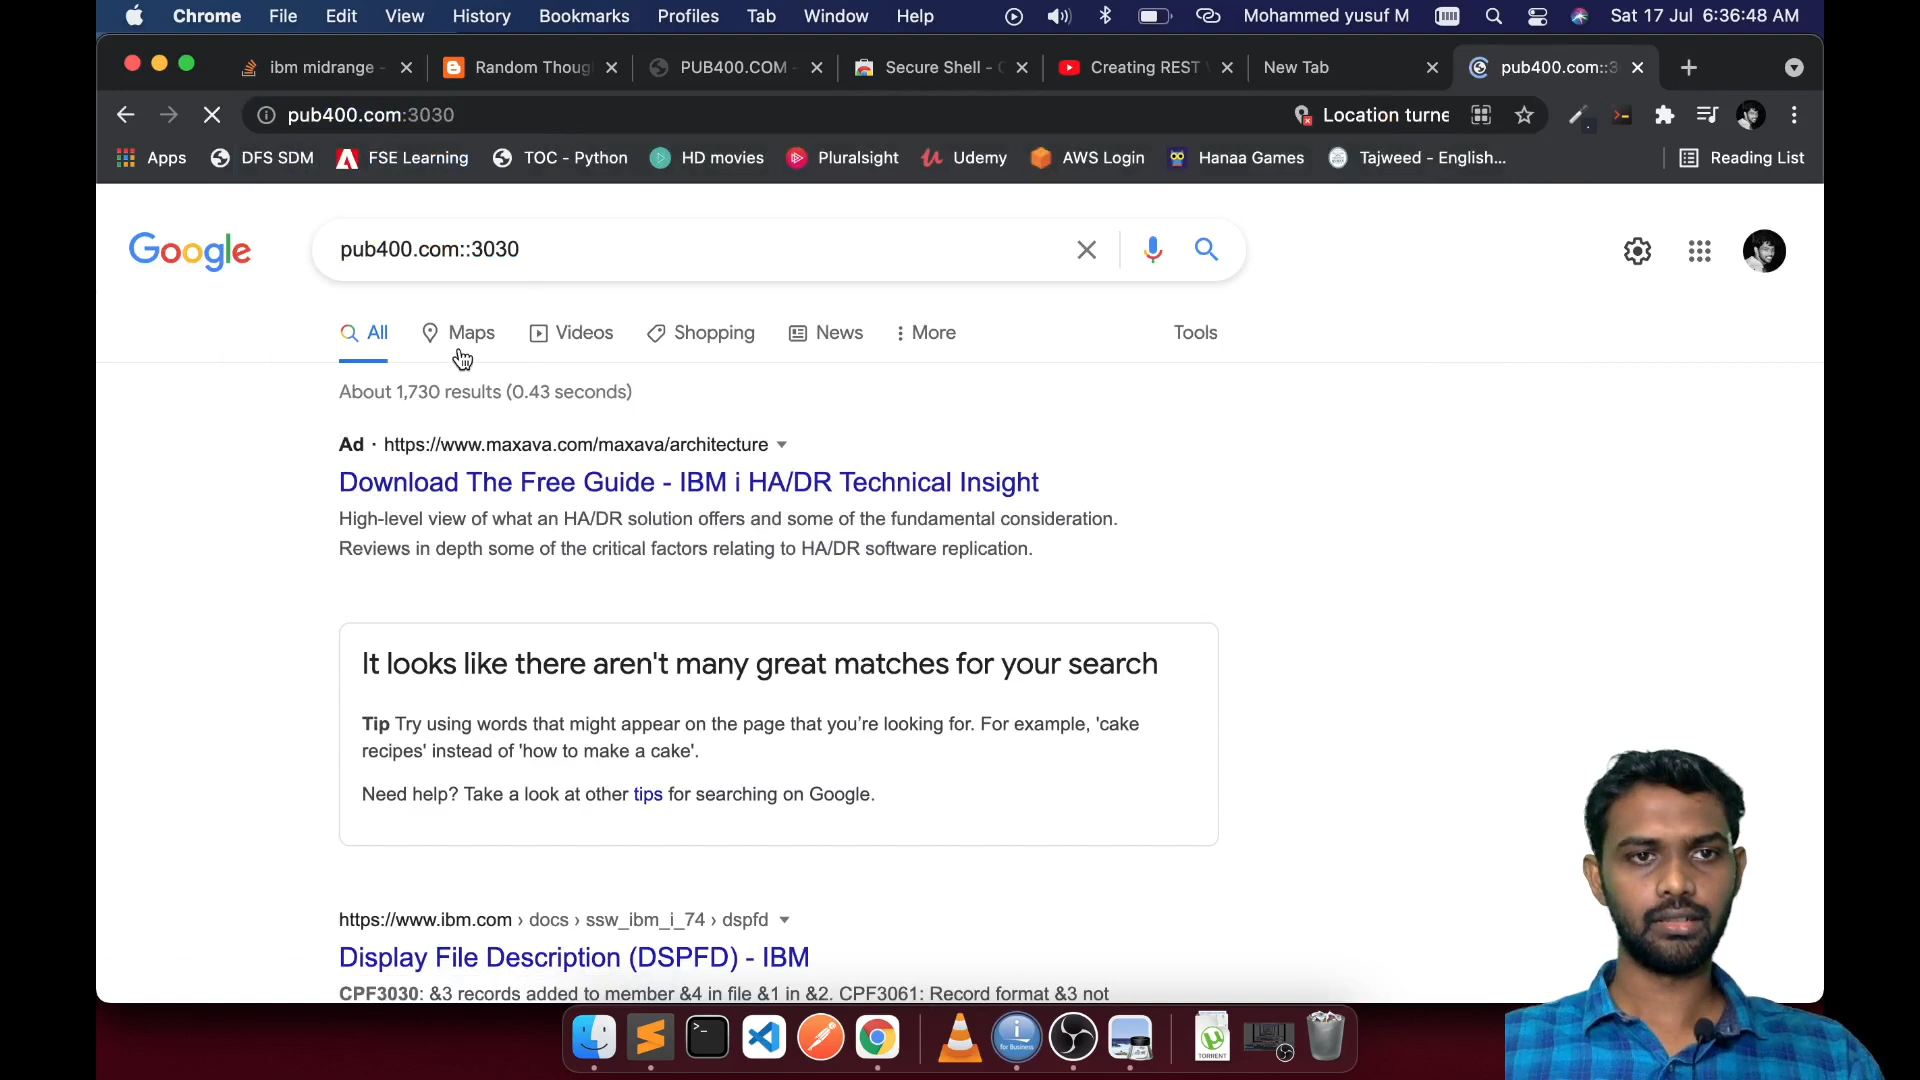 Chrome File Edit View History Bookmarks Profiles Tab Window Help Mohammed yusuf M Sat 17 Jul 6:36:48 AM
ibm midrange - Random Thoug PUB400.COM - Secure Shell - C Creating REST New Tab pub400.com::3
pub400.com:3030 Location turne
Apps DFS SDM FSE Learning TOC - Python HD movies Pluralsight Udemy AWS Login Hanaa Games Tajweed - English... Reading List
Google pub400.com::3030
All Maps Videos Shopping News More Tools
About 1,730 results (0.43 seconds)
Ad · https://www.maxava.com/maxava/architecture
Download The Free Guide - IBM i HA/DR Technical Insight
High-level view of what an HA/DR solution offers and some of the fundamental consideration.
Reviews in depth some of the critical factors relating to HA/DR software replication.
It looks like there aren't many great matches for your search
Tip Try using words that might appear on the page that you're looking for. For example, 'cake
recipes' instead of 'how to make a cake'.
Need help? Take a look at other tips for searching on Google.
https://www.ibm.com › docs › ssw_ibm_i_74 › dspfd
Display File Description (DSPFD) - IBM
CPF3030: &3 records added to member &4 in file &1 in &2. CPF3061: Record format &3 not
for Business
TORRENT